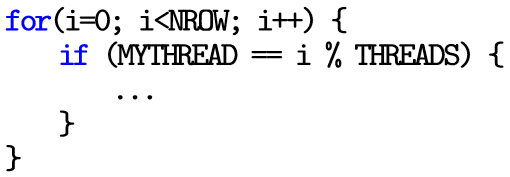 for(i=0; i<NROW; i++) {
    if (MYTHREAD == i % THREADS) {
        ...
    }
}